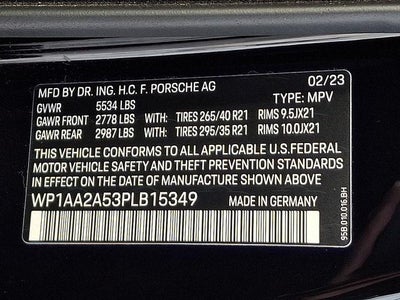 MFD BY DR. ING. H.C. F. PORSCHE AG 02/23
GVWR 5534 LBS TYPE: MPV
GAWR FRONT 2778 LBS WITH: TIRES 265/40 R21 RIMS 9.5JX21
GAWR REAR 2987 LBS WITH: TIRES 295/35 R21 RIMS 10.0JX21
THIS VEHICLE CONFORMS TO ALL APPLICABLE U.S.FEDERAL
MOTOR VEHICLE SAFETY AND THEFT PREVENTION STANDARDS
IN EFFECT ON THE DATE OF MANUFACTURE SHOWN ABOVE.
WP1AA2A53PLB15349 MADE IN GERMANY
95B.010.016.BH